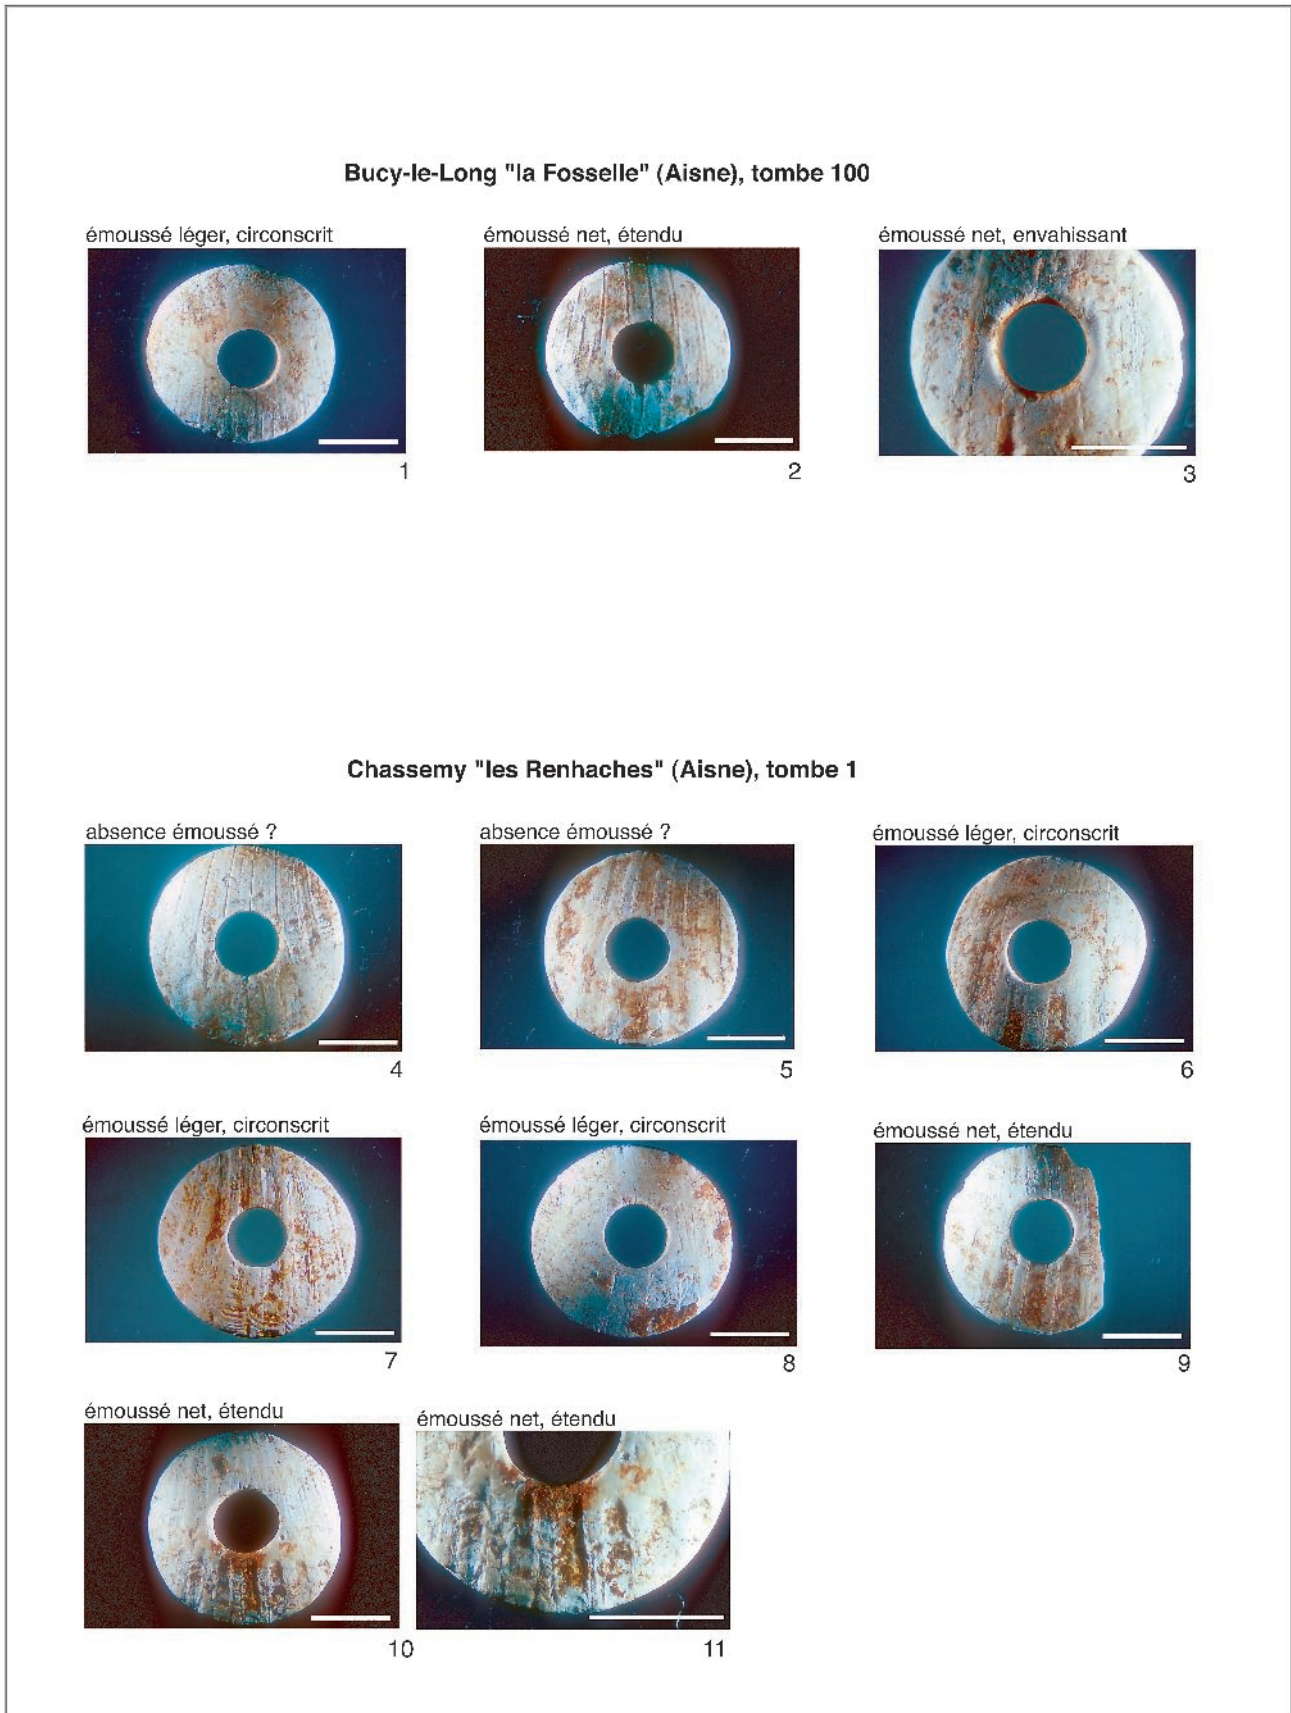 Bucy-le-Long "la Fosselle" (Aisne), tombe 100
émoussé léger, circonscrit
émoussé net, étendu
émoussé net, envahissant
1
2
3
Chassemy "les Renhaches" (Aisne), tombe 1
absence émoussé ?
absence émoussé ?
émoussé léger, circonscrit
4
5
6
émoussé léger, circonscrit
émoussé léger, circonscrit
émoussé net, étendu
7
8
9
émoussé net, étendu
émoussé net, étendu
10
11